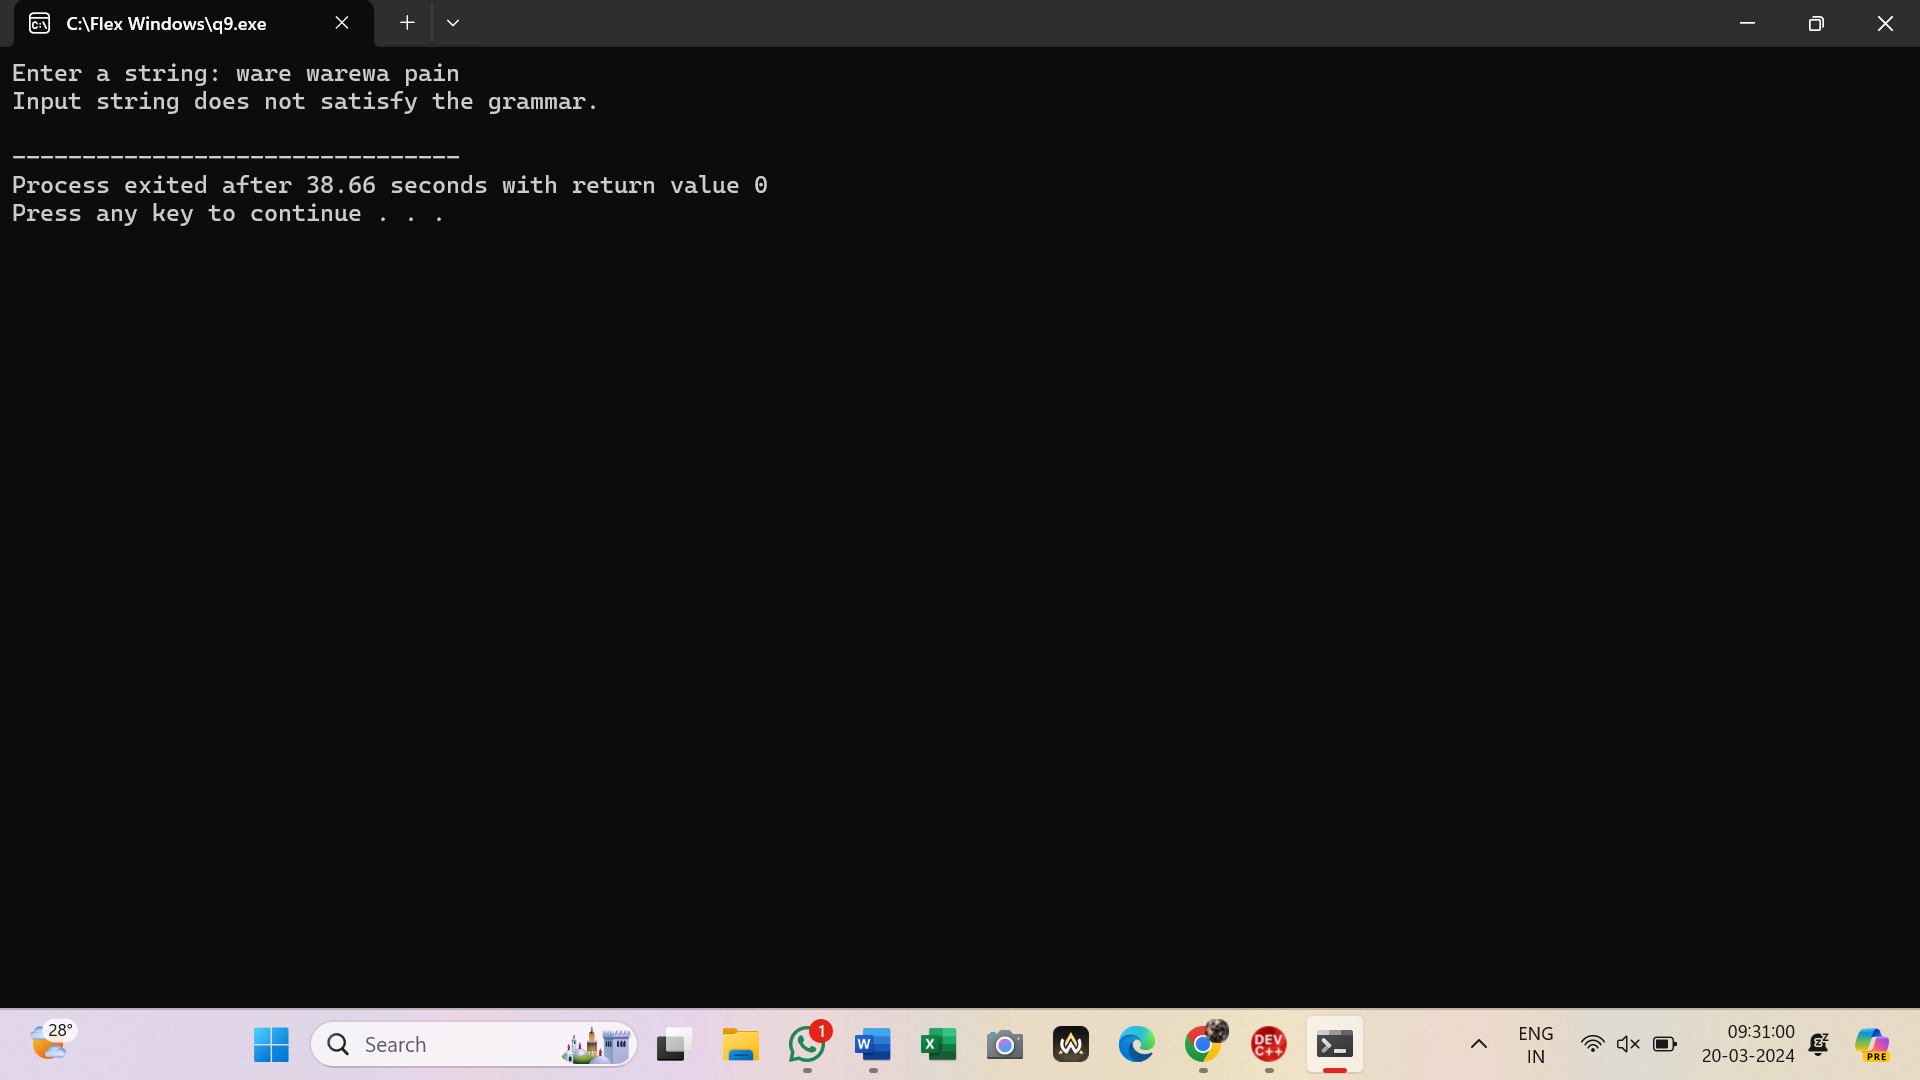 C:\Flex Windows\q9.exe
Enter a string: ware warewa pain
Input string does not satisfy the grammar.
--------------------------------
Process exited after 38.66 seconds with return value 0
Press any key to continue . . .
28°
Search
1
W
X
DEV
C++
ENG
IN
09:31:00
20-03-2024
PRE